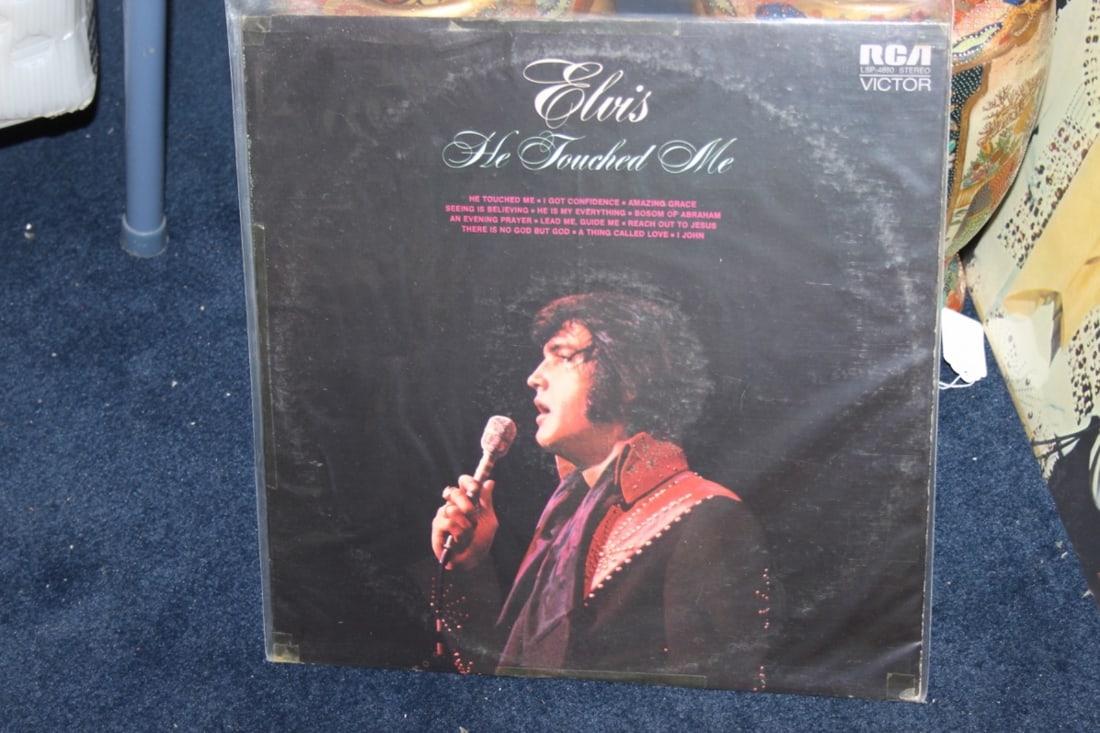 RCA
LSP-4690 STEREO
VICTOR
Elvis
He Touched Me
HE TOUCHED ME • I GOT CONFIDENCE • AMAZING GRACE
SEEING IS BELIEVING • HE IS MY EVERYTHING • BOSOM OF ABRAHAM
AN EVENING PRAYER • LEAD ME, GUIDE ME • REACH OUT TO JESUS
THERE IS NO GOD BUT GOD • A THING CALLED LOVE • I JOHN